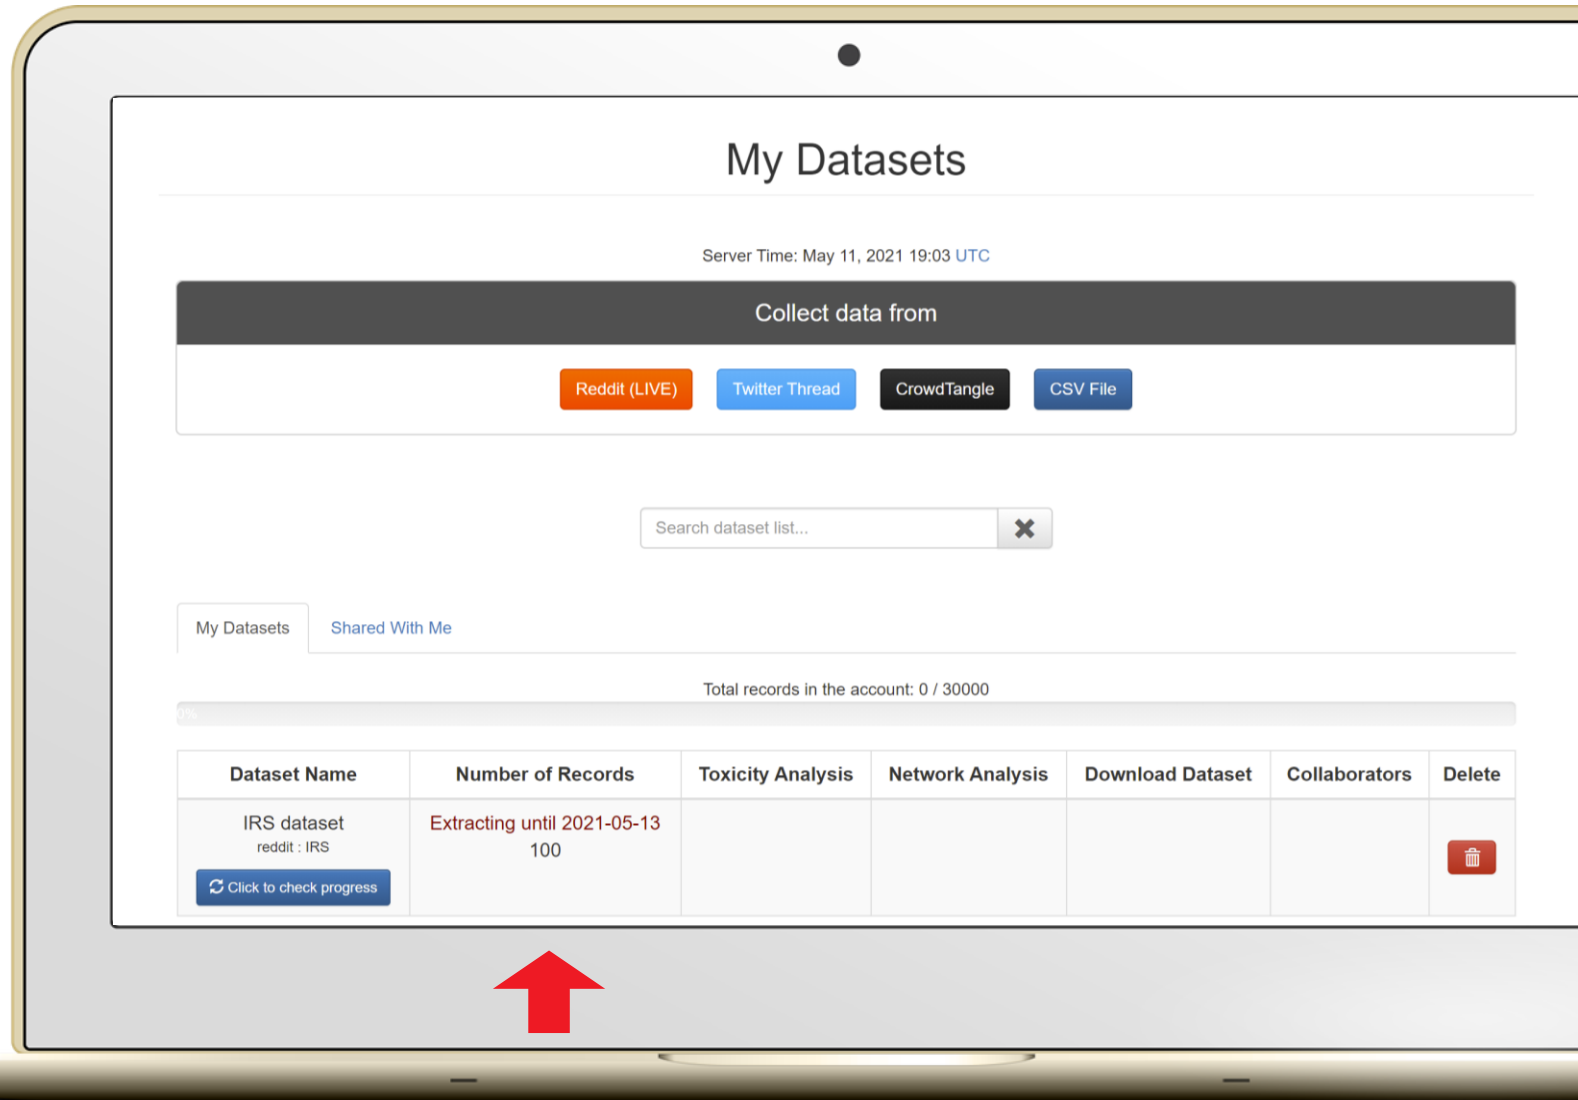 My Datasets
Server Time: May 11, 2021 19:03 UTC
Collect data from
Reddit (LIVE) Twitter Thread CrowdTangle CSV File
Search dataset list...
My Datasets Shared With Me
Total records in the account: 0 / 30000
0%
Dataset Name Number of Records Toxicity Analysis Network Analysis Download Dataset Collaborators Delete
IRS dataset Extracting until 2021-05-13
reddit : IRS 100
Click to check progress